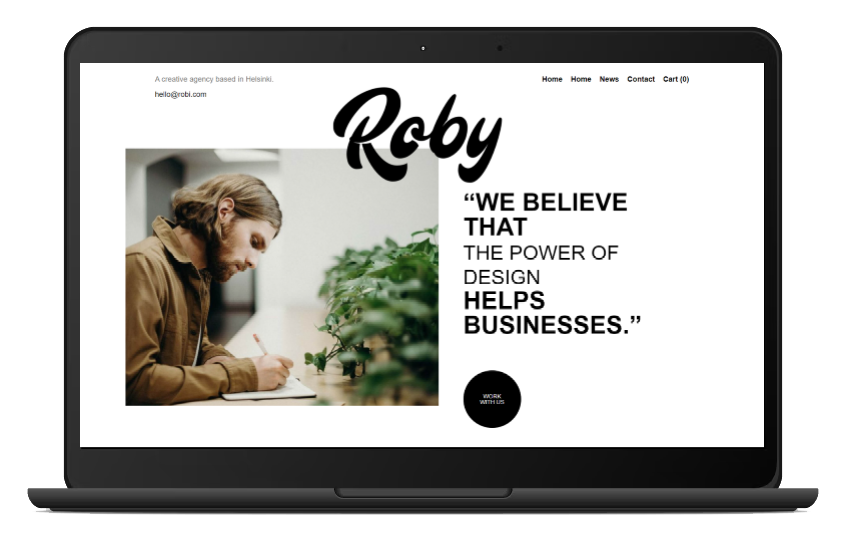 A creative agency based in Helsinki.
hello@robi.com
Home Home News Contact Cart (0)
Roby
“WE BELIEVE
THAT
THE POWER OF
DESIGN
HELPS
BUSINESSES.”
WORK
WITH US